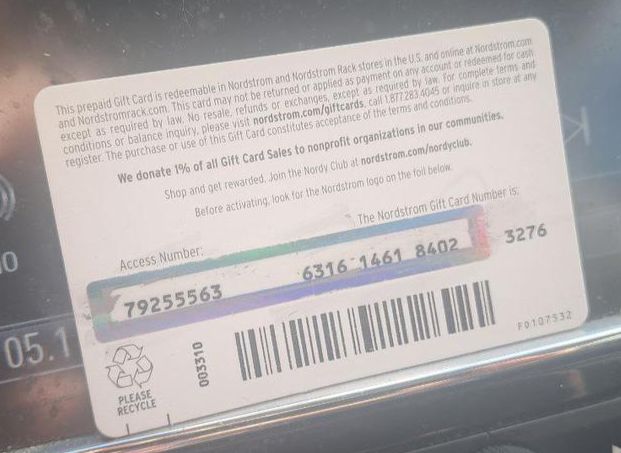 This prepaid Gift Card is redeemable in Nordstrom and Nordstrom Rack stores in the U.S. and online at Nordstrom.com
and Nordstromrack.com. This card may not be returned or applied as payment on any account or redeemed for cash
except as required by law. No resale, refunds or exchanges, except as required by law. For complete terms and
conditions or balance inquiry, please visit nordstrom.com/giftcards, call 1.877.283.4045 or inquire in store at any
register. The purchase or use of this Gift Card constitutes acceptance of the terms and conditions.
We donate 1% of all Gift Card Sales to nonprofit organizations in our communities.
Shop and get rewarded. Join the Nordy Club at nordstrom.com/nordyclub.
Before activating, look for the Nordstrom logo on the foil below.
Access Number: The Nordstrom Gift Card Number is:
79255563 6316 1461 8402 3276
003310
F0107532
PLEASE
RECYCLE
05.1